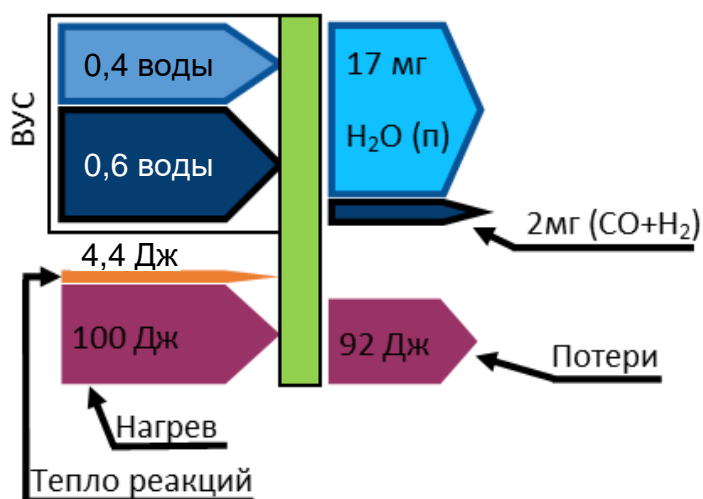 ВУС
0,4 воды
0,6 воды
17 мг
H₂O (п)
2мг (CO+H₂)
4,4 Дж
100 Дж
92 Дж
Потери
Нагрев
Тепло реакций